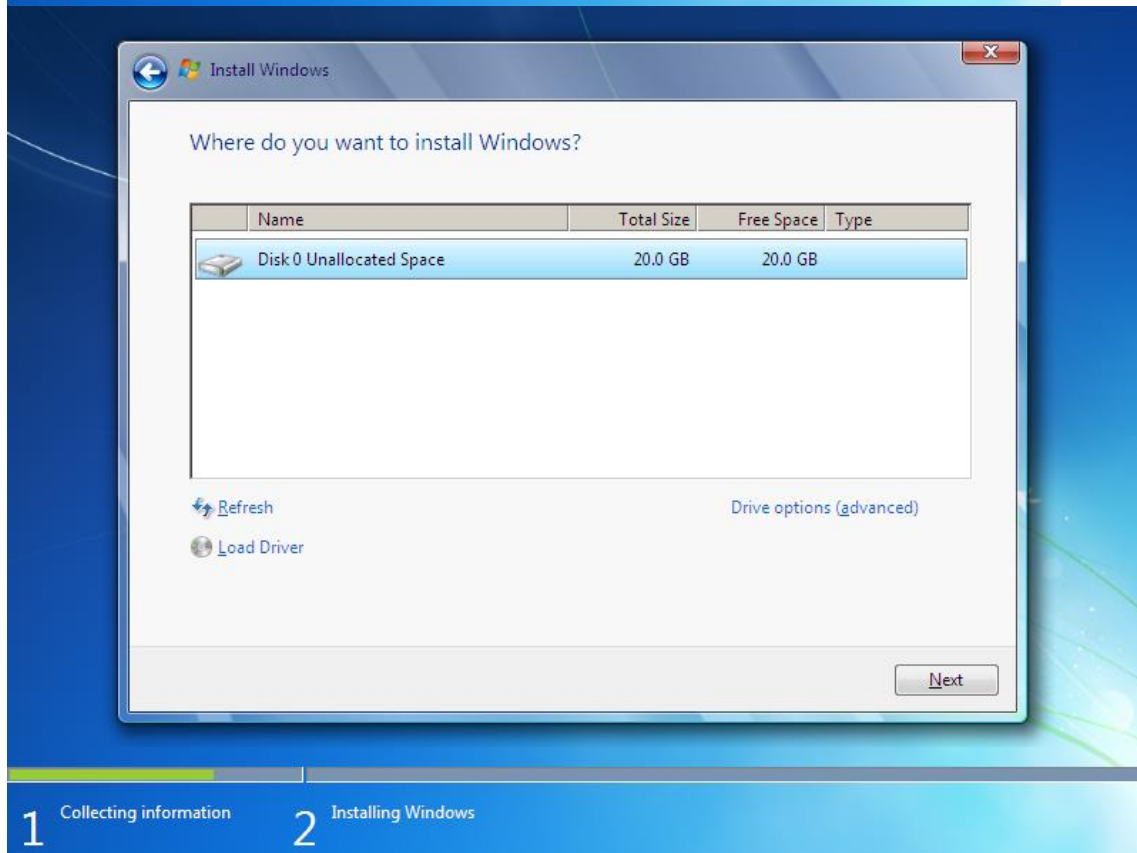 Install Windows
Where do you want to install Windows?
Name Total Size Free Space Type
Disk 0 Unallocated Space 20.0 GB 20.0 GB
Refresh Drive options (advanced)
Load Driver
Next
1 Collecting information 2 Installing Windows